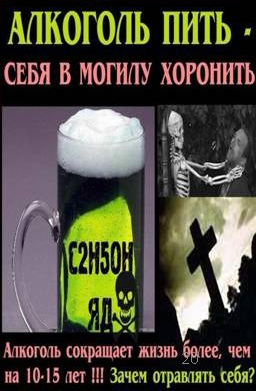 АЛКОГОЛЬ ПИТЬ -
СЕБЯ В МОГИЛУ ХОРОНИТЬ
C2H5OH
ЯД
20
Алкоголь сокращает жизнь более, чем
на 10-15 лет !!! Зачем отравлять себя?